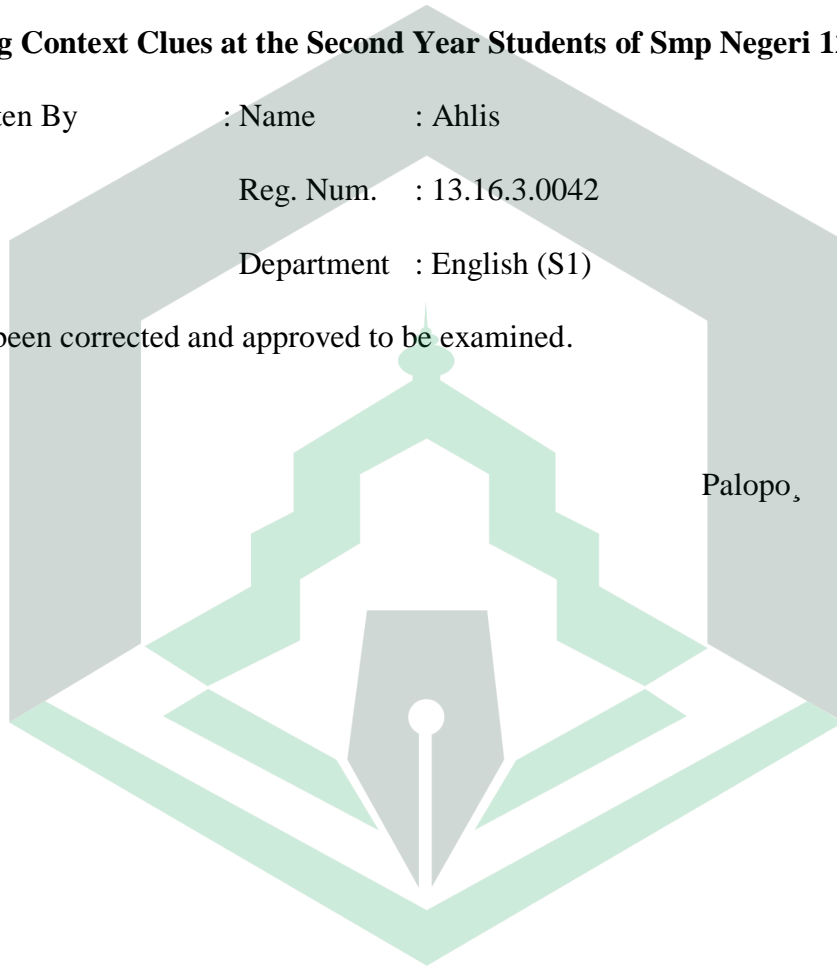 g Context Clues at the Second Year Students of Smp Negeri 1
ten By : Name : Ahlis
Reg. Num. : 13.16.3.0042
Department : English (S1)
been corrected and approved to be examined.
Palopo¸